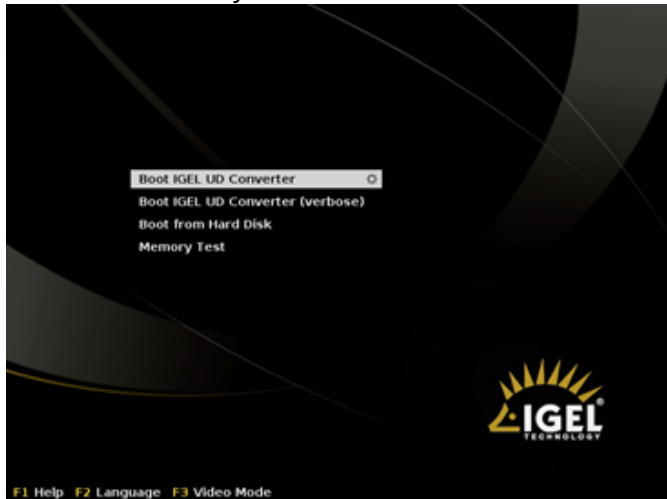 Boot IGEL UD Converter
Boot IGEL UD Converter (verbose)
Boot from Hard Disk
Memory Test
IGEL®
TECHNOLOGY
F1 Help F2 Language F3 Video Mode